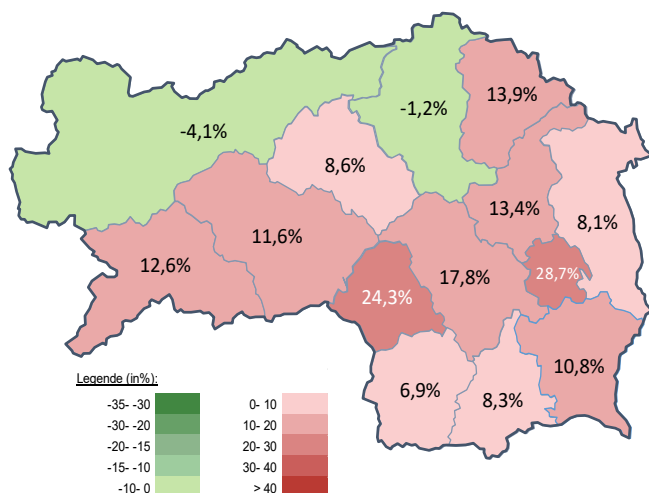 13,9%
-4,1%
-1,2%
8,6%
13,4%
8,1%
11,6%
12,6%
17,8%
28,7%
24,3%
10,8%
6,9%
8,3%
Legende (in%):
-35- -30 0- 10
-30- -20 10- 20
-20- -15 20- 30
-15- -10 30- 40
-10- 0 > 40